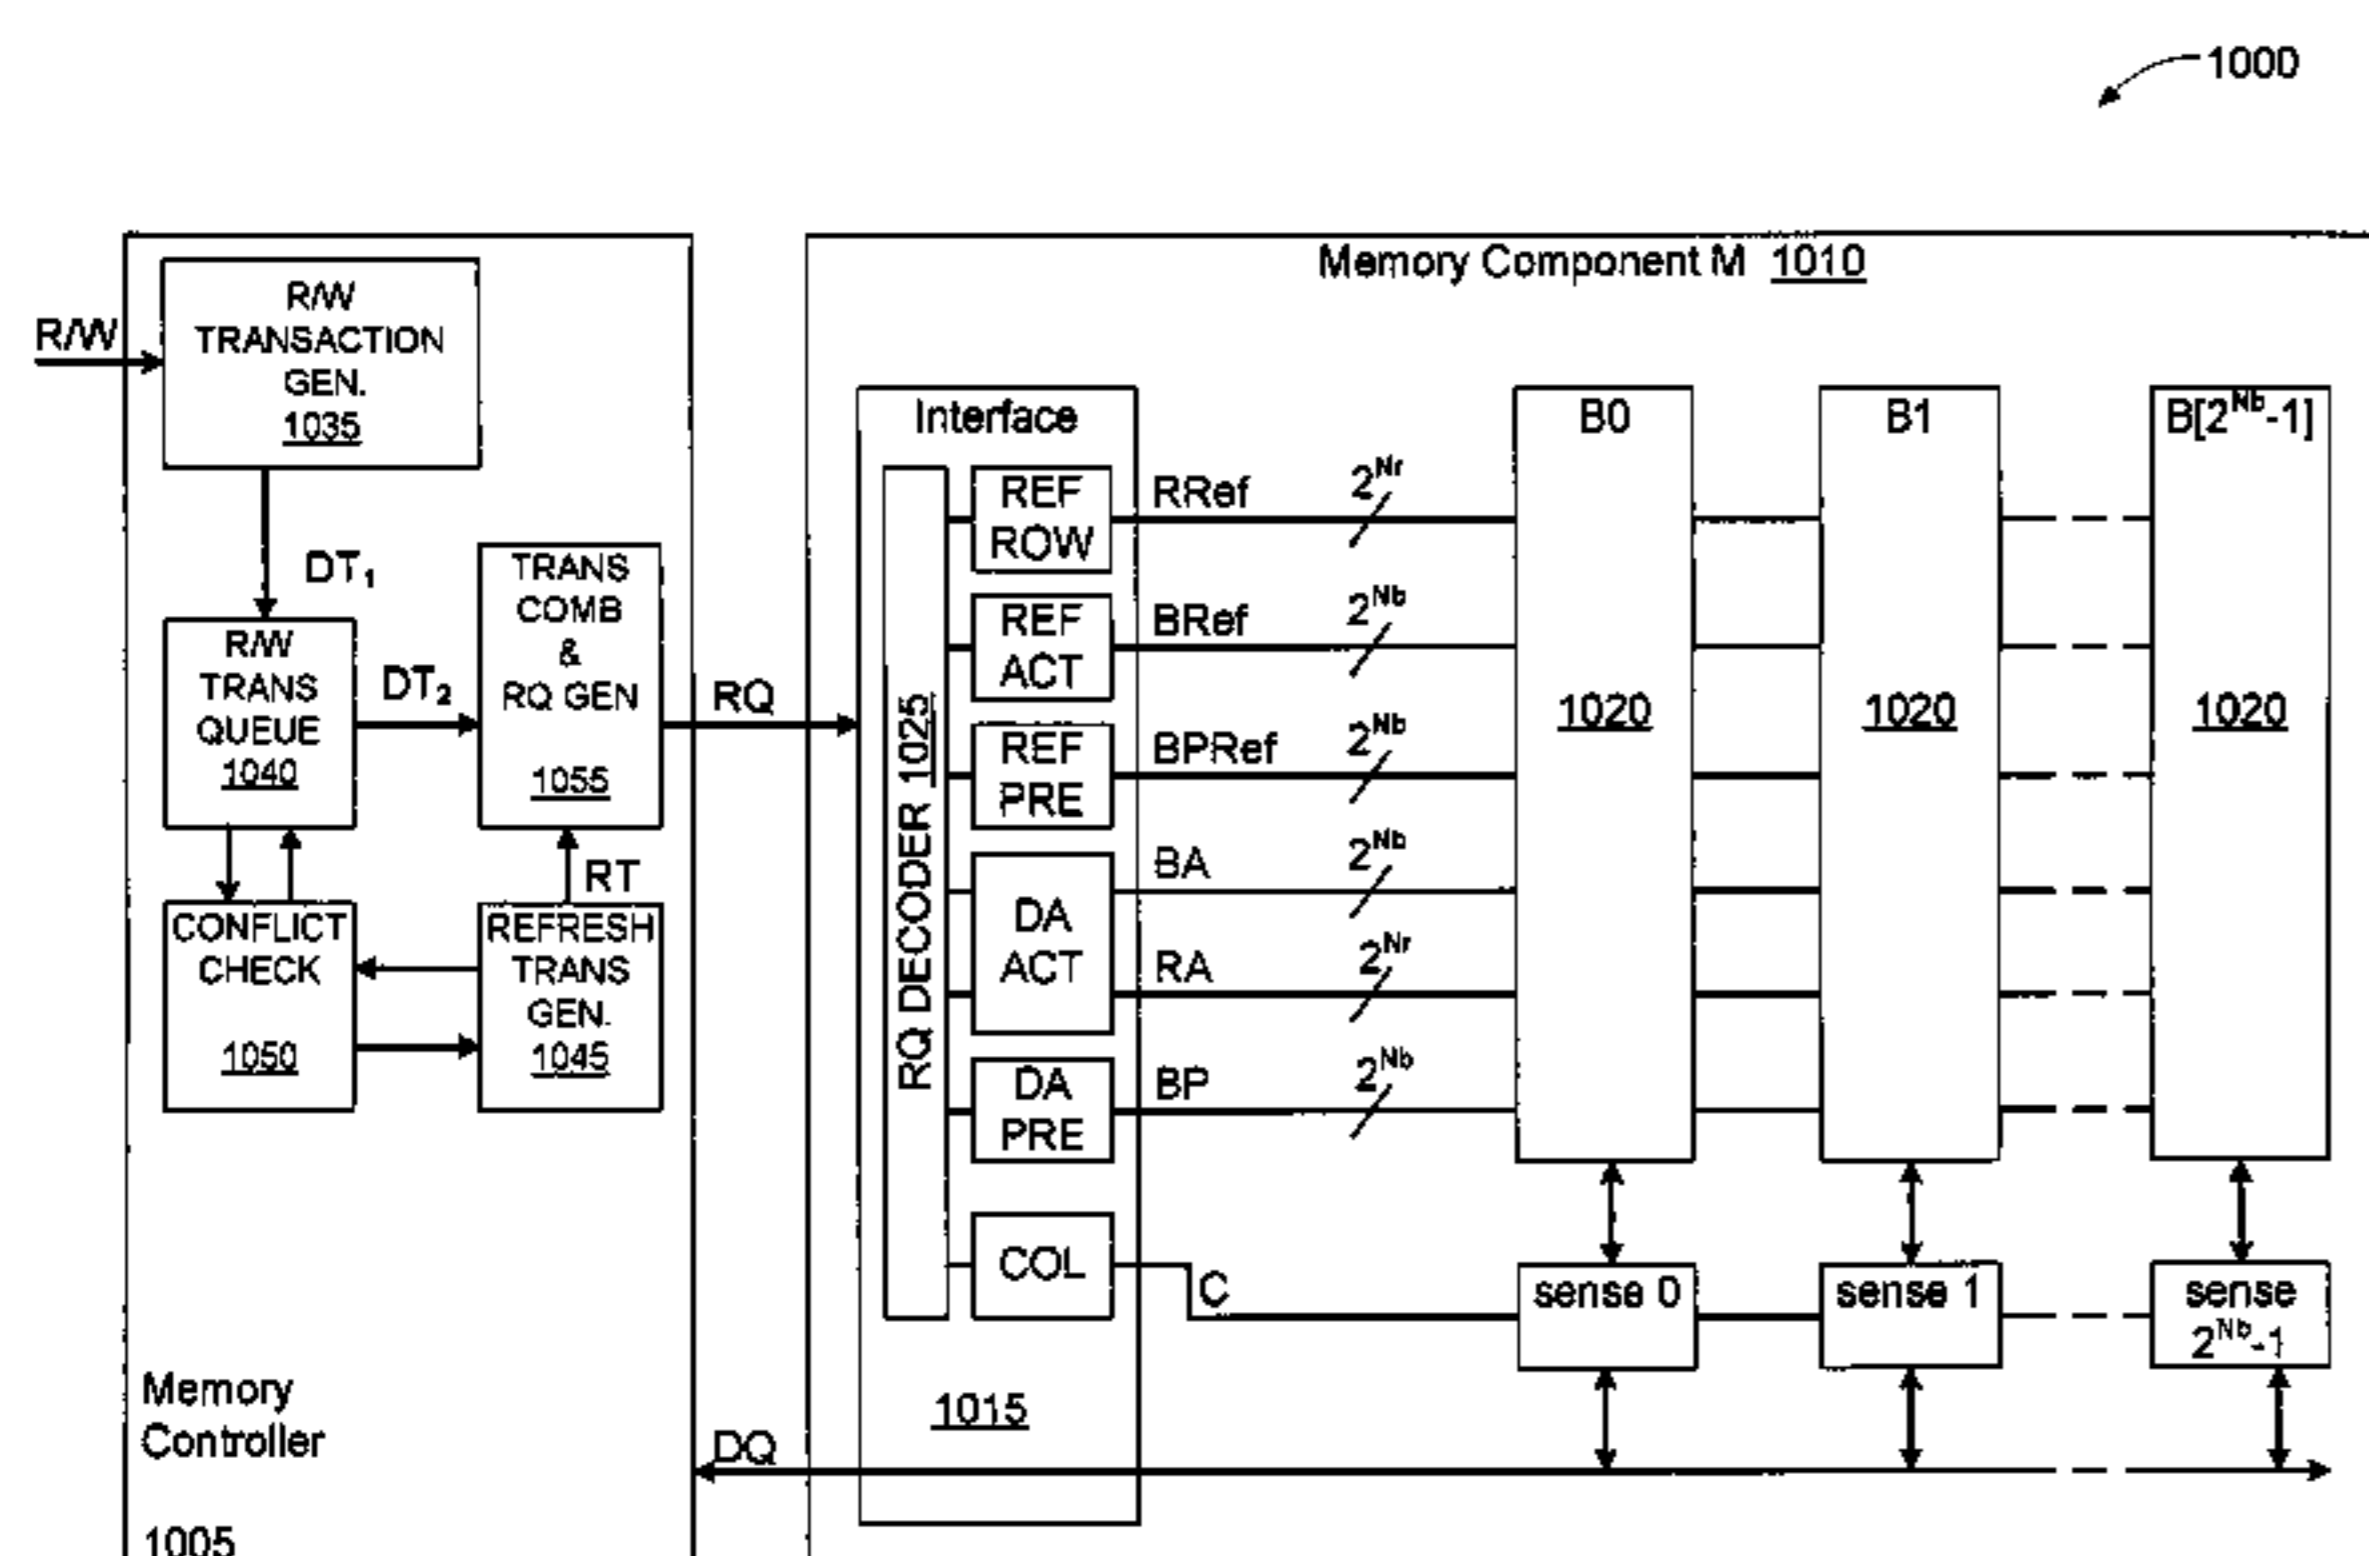 1000
Memory Component M 1010
R/W
R/W
TRANSACTION
GEN.
1035
DT₁
R/W
TRANS
QUEUE
1040
DT₂
TRANS
COMB
&
RQ GEN
1055
RQ
CONFLICT
CHECK
1050
RT
REFRESH
TRANS
GEN.
1045
Memory
Controller
1005
Interface
RQ DECODER 1025
REF
ROW
REF
ACT
REF
PRE
DA
ACT
DA
PRE
COL
1015
RRef 2^Nr
BRef 2^Nb
BPRef 2^Nb
BA 2^Nb
RA 2^Nr
BP 2^Nb
C
DQ
B0
1020
B1
1020
B[2^Nb-1]
1020
sense 0
sense 1
sense
2^Nb-1